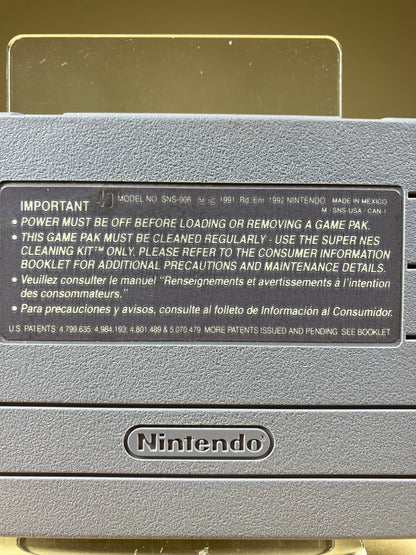 IMPORTANT MODEL NO. SNS-006 M © 1991 Rd. Enr. 1992 NINTENDO MADE IN MEXICO
M / SNS USA / CAN-1
• POWER MUST BE OFF BEFORE LOADING OR REMOVING A GAME PAK.
• THIS GAME PAK MUST BE CLEANED REGULARLY - USE THE SUPER NES
CLEANING KIT™ ONLY. PLEASE REFER TO THE CONSUMER INFORMATION
BOOKLET FOR ADDITIONAL PRECAUTIONS AND MAINTENANCE DETAILS.
• Veuillez consulter le manuel "Renseignements et avertissements à l'intention
des consommateurs."
• Para precauciones y avisos, consulte al folleto de Información al Consumidor.
U.S. PATENTS: 4,799,635; 4,984,193; 4,801,489 & 5,070,479. MORE PATENTS ISSUED AND PENDING. SEE BOOKLET
Nintendo